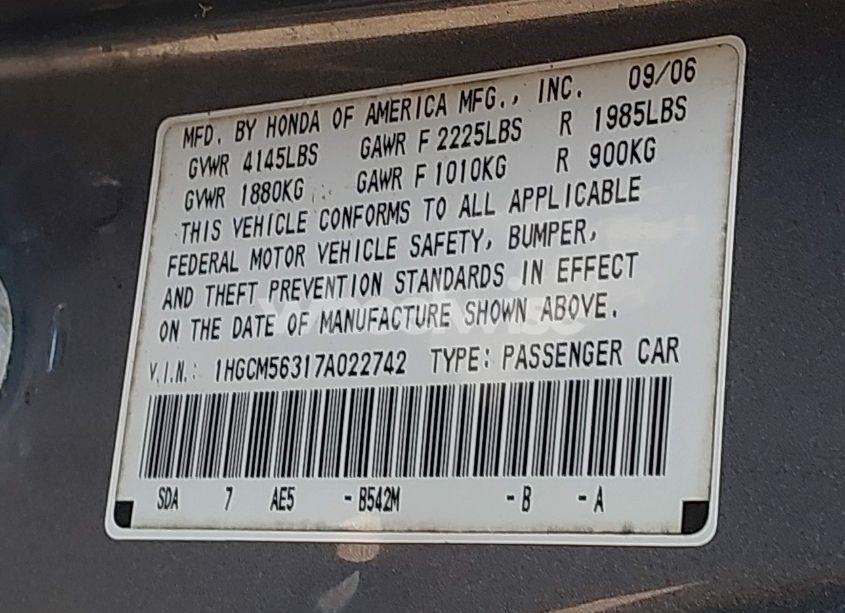 MFD. BY HONDA OF AMERICA MFG., INC. 09/06
GVWR 4145LBS GAWR F 2225LBS R 1985LBS
GVWR 1880KG GAWR F 1010KG R 900KG
THIS VEHICLE CONFORMS TO ALL APPLICABLE
FEDERAL MOTOR VEHICLE SAFETY, BUMPER,
AND THEFT PREVENTION STANDARDS IN EFFECT
ON THE DATE OF MANUFACTURE SHOWN ABOVE.
V.I.N.: 1HGCM56317A022742 TYPE: PASSENGER CAR
SDA 7 AE5 -B542M -B -A